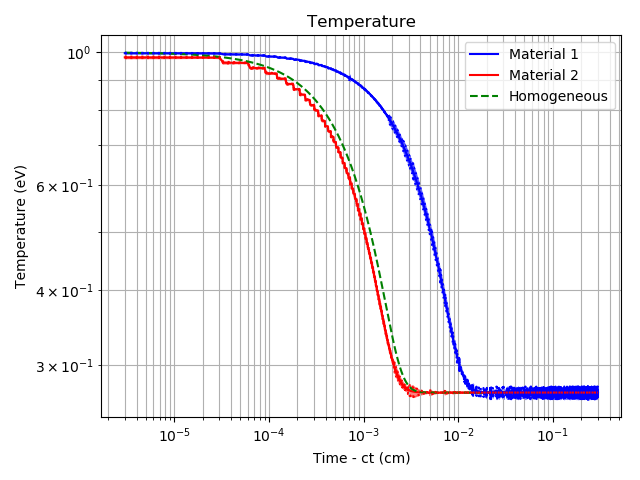 Temperature
Material 1
Material 2
Homogeneous
10⁰
6 × 10⁻¹
4 × 10⁻¹
3 × 10⁻¹
Temperature (eV)
10⁻⁵
10⁻⁴
10⁻³
10⁻²
10⁻¹
Time - ct (cm)